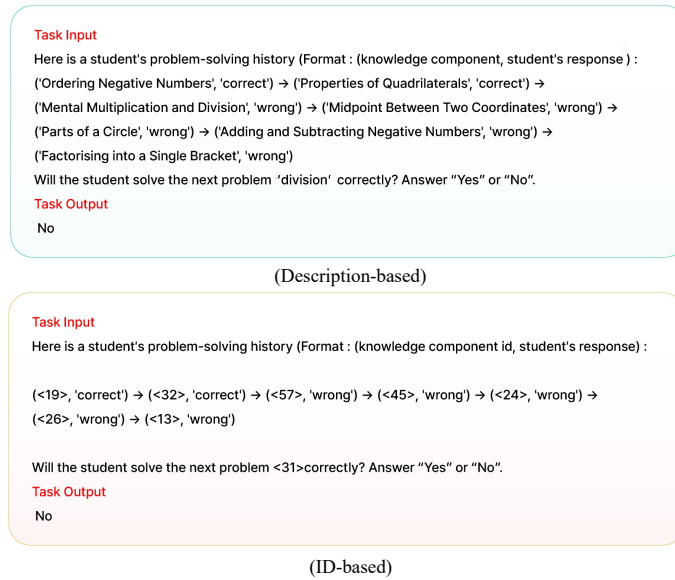 Task Input
Here is a student's problem-solving history (Format : (knowledge component, student's response ) :
('Ordering Negative Numbers', 'correct') → ('Properties of Quadrilaterals', 'correct') →
('Mental Multiplication and Division', 'wrong') → ('Midpoint Between Two Coordinates', 'wrong') →
('Parts of a Circle', 'wrong') → ('Adding and Subtracting Negative Numbers', 'wrong') →
('Factorising into a Single Bracket', 'wrong')
Will the student solve the next problem 'division' correctly? Answer “Yes” or “No”.
Task Output
No
(Description-based)
Task Input
Here is a student's problem-solving history (Format : (knowledge component id, student's response) :
(<19>, 'correct') → (<32>, 'correct') → (<57>, 'wrong') → (<45>, 'wrong') → (<24>, 'wrong') →
(<26>, 'wrong') → (<13>, 'wrong')
Will the student solve the next problem <31>correctly? Answer “Yes” or “No”.
Task Output
No
(ID-based)